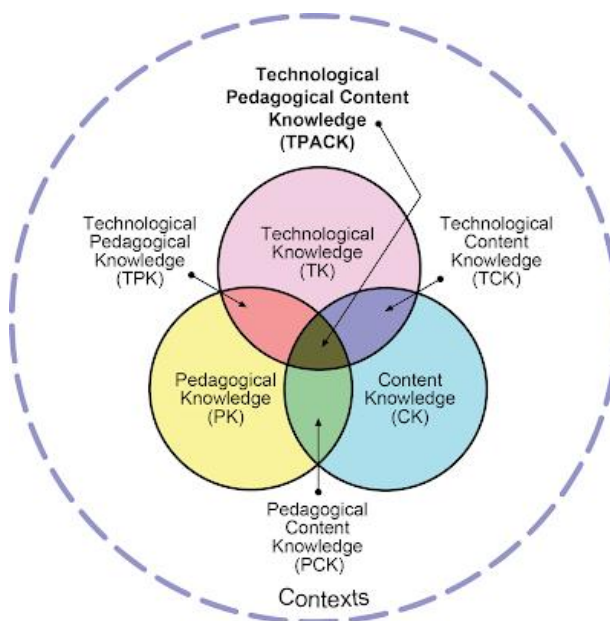 Technological
Pedagogical Content
Knowledge
(TPACK)
Technological
Pedagogical
Knowledge
(TPK)
Technological
Knowledge
(TK)
Technological
Content
Knowledge
(TCK)
Pedagogical
Knowledge
(PK)
Content
Knowledge
(CK)
Pedagogical
Content
Knowledge
(PCK)
Contexts